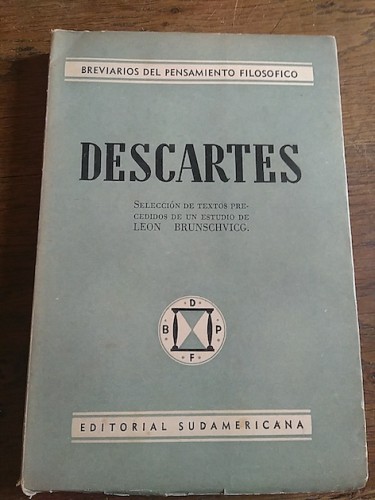 BREVIARIOS DEL PENSAMIENTO FILOSOFICO
DESCARTES
SELECCIÓN DE TEXTOS PRE-
CEDIDOS DE UN ESTUDIO DE
LEON BRUNSCHVICG.
D
B P
F
EDITORIAL SUDAMERICANA